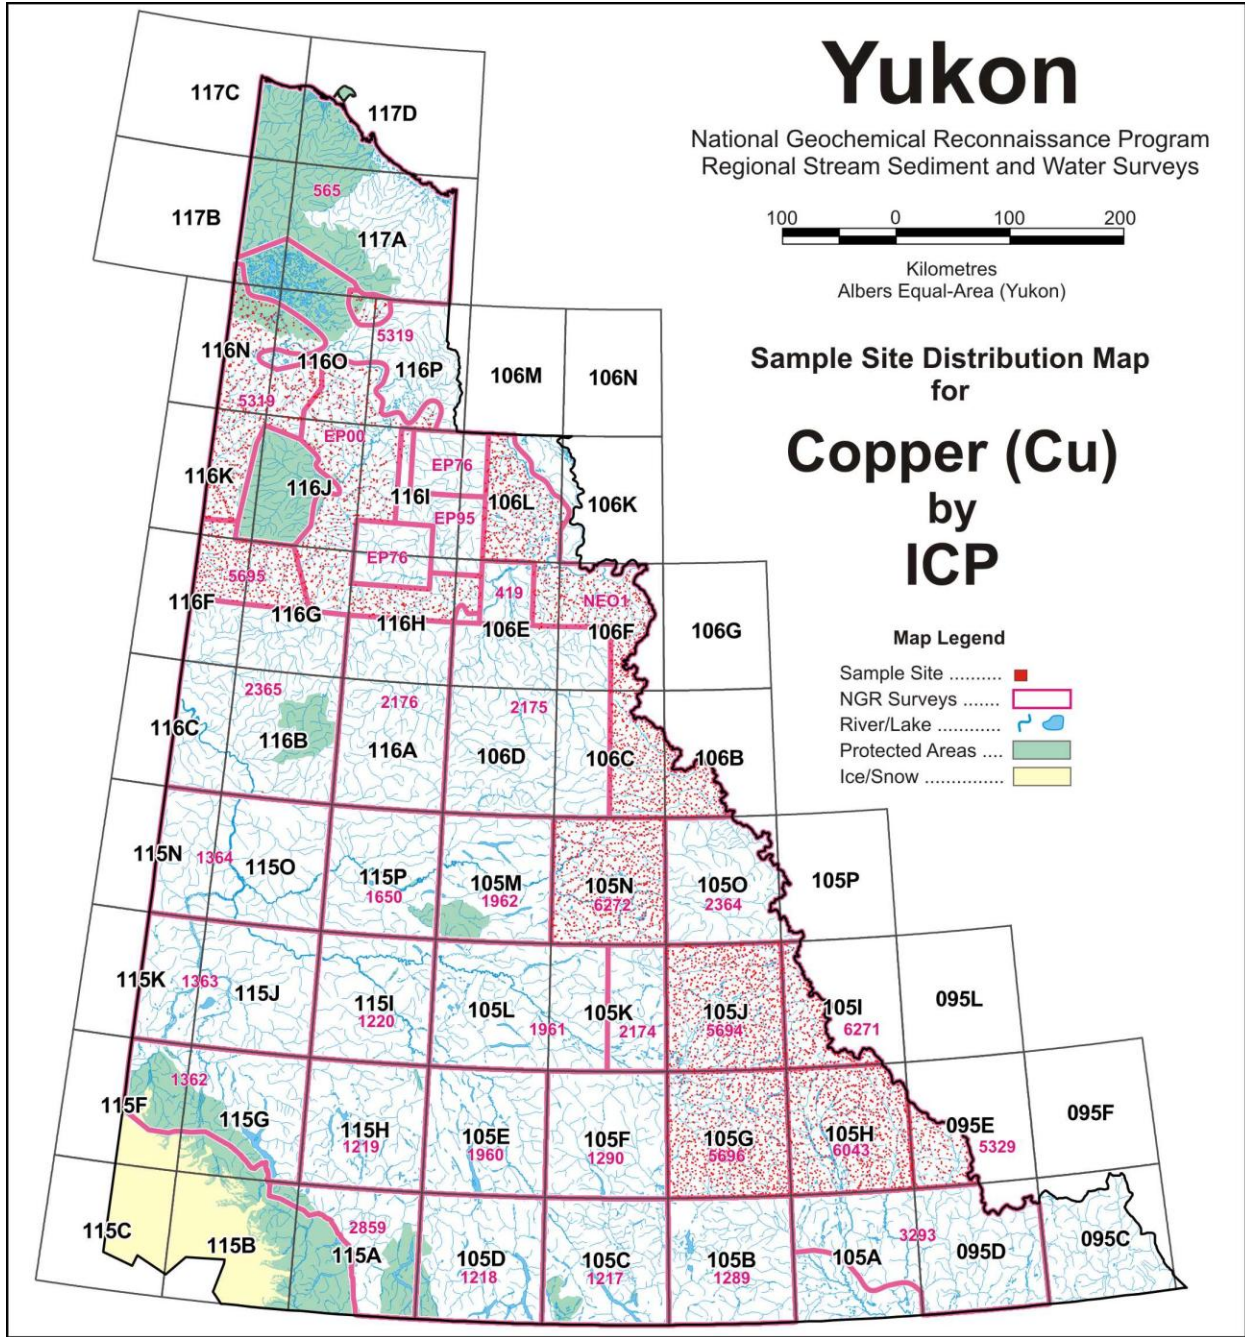 Yukon
National Geochemical Reconnaissance Program
Regional Stream Sediment and Water Surveys
100 0 100 200
Kilometres
Albers Equal-Area (Yukon)
Sample Site Distribution Map
for
Copper (Cu)
by
ICP
Map Legend
Sample Site ..........
NGR Surveys .......
River/Lake ............
Protected Areas ....
Ice/Snow ...............
117C
117D
565
117B
117A
5319
116N
116O
116P
106M
106N
5319
EP00
EP76
116K
116J
116I
106L
106K
EP95
EP76
5695
419
NEO1
116F
116G
116H
106E
106F
106G
2365
2176
2175
116C
116B
116A
106D
106C
106B
115N
1364
115O
115P
1650
105M
1962
105N
6272
105O
2364
105P
115K
1363
115J
115I
1220
105L
1961
105K
2174
105J
5694
105I
6271
095L
1362
115F
115G
115H
1219
105E
1960
105F
1290
105G
5696
105H
6043
095E
5329
095F
115C
115B
2859
115A
105D
1218
105C
1217
105B
1289
105A
3293
095D
095C